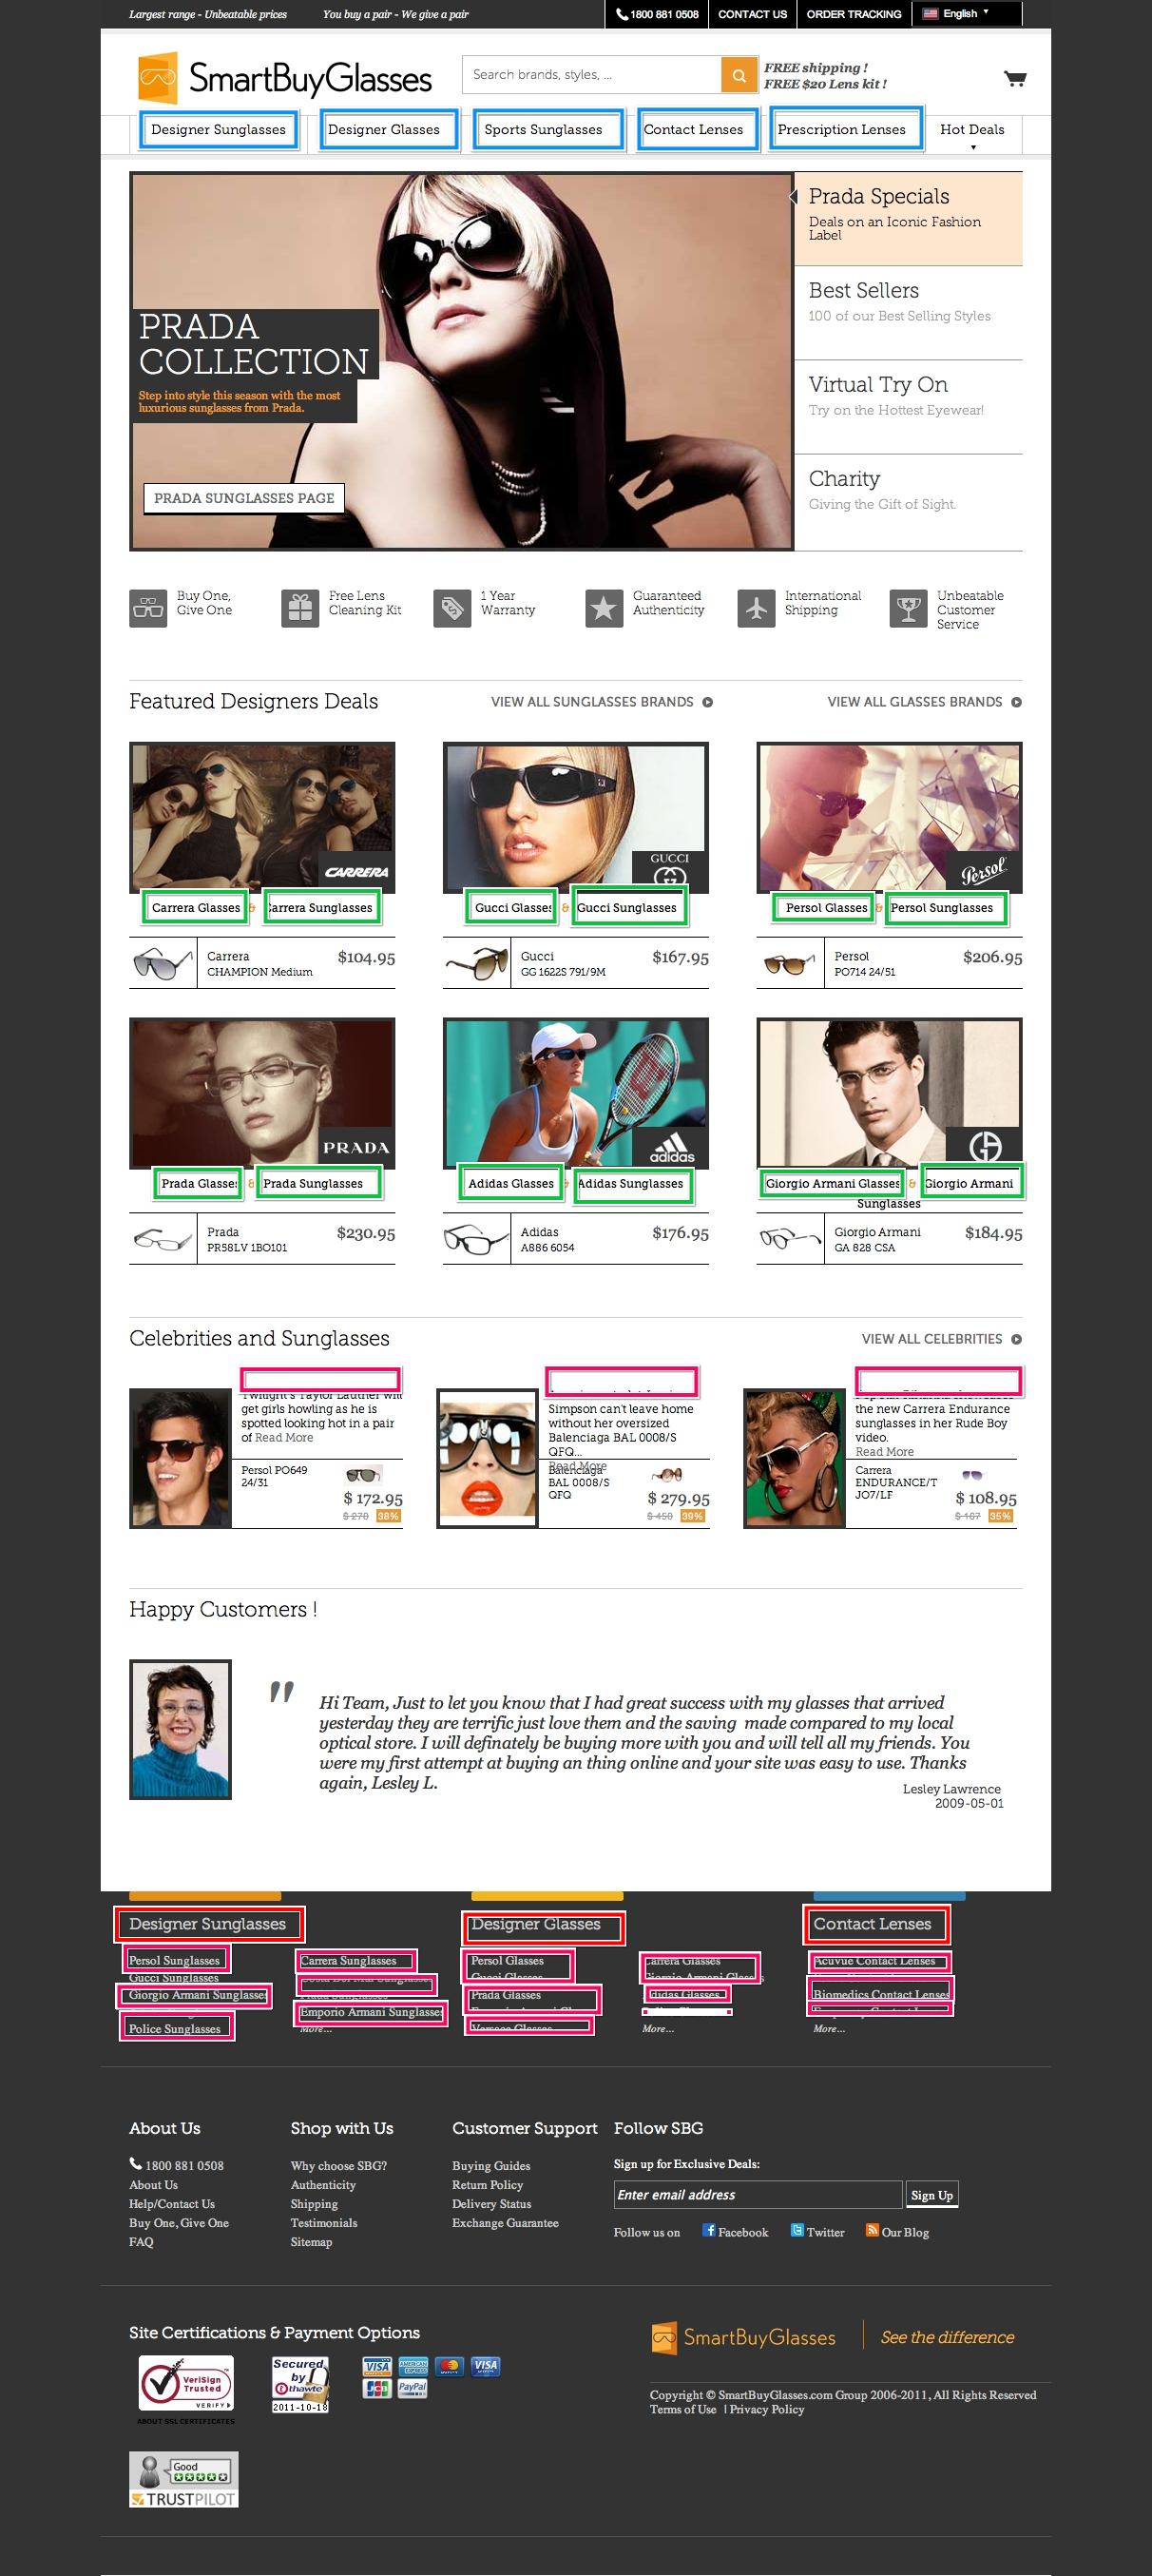 Largest range - Unbeatable prices
You buy a pair - We give a pair
1800 881 0508
CONTACT US
ORDER TRACKING
English
SmartBuyGlasses
Search brands, styles, ...
FREE shipping !
FREE $20 Lens kit !
Designer Sunglasses
Designer Glasses
Sports Sunglasses
Contact Lenses
Prescription Lenses
Hot Deals
PRADA
COLLECTION
Step into style this season with the most
luxurious sunglasses from Prada.
PRADA SUNGLASSES PAGE
Prada Specials
Deals on an Iconic Fashion
Label
Best Sellers
100 of our Best Selling Styles
Virtual Try On
Try on the Hottest Eyewear!
Charity
Giving the Gift of Sight.
Buy One,
Give One
Free Lens
Cleaning Kit
1 Year
Warranty
Guaranteed
Authenticity
International
Shipping
Unbeatable
Customer
Service
Featured Designers Deals
VIEW ALL SUNGLASSES BRANDS
VIEW ALL GLASSES BRANDS
CARRERA
GUCCI
Persol
Carrera Glasses & Carrera Sunglasses
Gucci Glasses & Gucci Sunglasses
Persol Glasses & Persol Sunglasses
Carrera
CHAMPION Medium
$104.95
Gucci
GG 1622S 791/9M
$167.95
Persol
PO714 24/51
$206.95
PRADA
adidas
Prada Glasses & Prada Sunglasses
Adidas Glasses & Adidas Sunglasses
Giorgio Armani Glasses & Giorgio Armani
Sunglasses
Prada
PR58LV 1BO101
$230.95
Adidas
A886 6054
$176.95
Giorgio Armani
GA 828 CSA
$184.95
Celebrities and Sunglasses
VIEW ALL CELEBRITIES
Twilight's Taylor Lautner will
get girls howling as he is
spotted looking hot in a pair
of Read More
Persol PO649
24/31
$ 172.95
$ 278 38%
Simpson can't leave home
without her oversized
Balenciaga BAL 0008/S
QFQ...
Read More
Balenciaga
BAL 0008/S
QFQ
$ 279.95
$ 458 39%
the new Carrera Endurance
sunglasses in her Rude Boy
video.
Read More
Carrera
ENDURANCE/T
JO7/LF
$ 108.95
$ 167 35%
Happy Customers !
" Hi Team, Just to let you know that I had great success with my glasses that arrived
yesterday they are terrific just love them and the saving made compared to my local
optical store. I will definately be buying more with you and will tell all my friends. You
were my first attempt at buying an thing online and your site was easy to use. Thanks
again, Lesley L.
Lesley Lawrence
2009-05-01
Designer Sunglasses
Persol Sunglasses
Gucci Sunglasses
Giorgio Armani Sunglasses
Police Sunglasses
Carrera Sunglasses
Emporio Armani Sunglasses
More...
Designer Glasses
Persol Glasses
Gucci Glasses
Prada Glasses
Versace Glasses
Carrera Glasses
Giorgio Armani Glasses
Adidas Glasses
More...
Contact Lenses
Acuvue Contact Lenses
Biomedics Contact Lenses
More...
About Us
1800 881 0508
About Us
Help/Contact Us
Buy One, Give One
FAQ
Shop with Us
Why choose SBG?
Authenticity
Shipping
Testimonials
Sitemap
Customer Support
Buying Guides
Return Policy
Delivery Status
Exchange Guarantee
Follow SBG
Sign up for Exclusive Deals:
Enter email address
Sign Up
Follow us on
Facebook
Twitter
Our Blog
Site Certifications & Payment Options
VeriSign
Trusted
VERIFY
ABOUT SSL CERTIFICATES
Secured
by
thawte
2011-10-18
VISA
AMERICAN EXPRESS
MasterCard
VISA
JCB
PayPal
SmartBuyGlasses
See the difference
Copyright © SmartBuyGlasses.com Group 2006-2011, All Rights Reserved
Terms of Use | Privacy Policy
Good
TRUSTPILOT